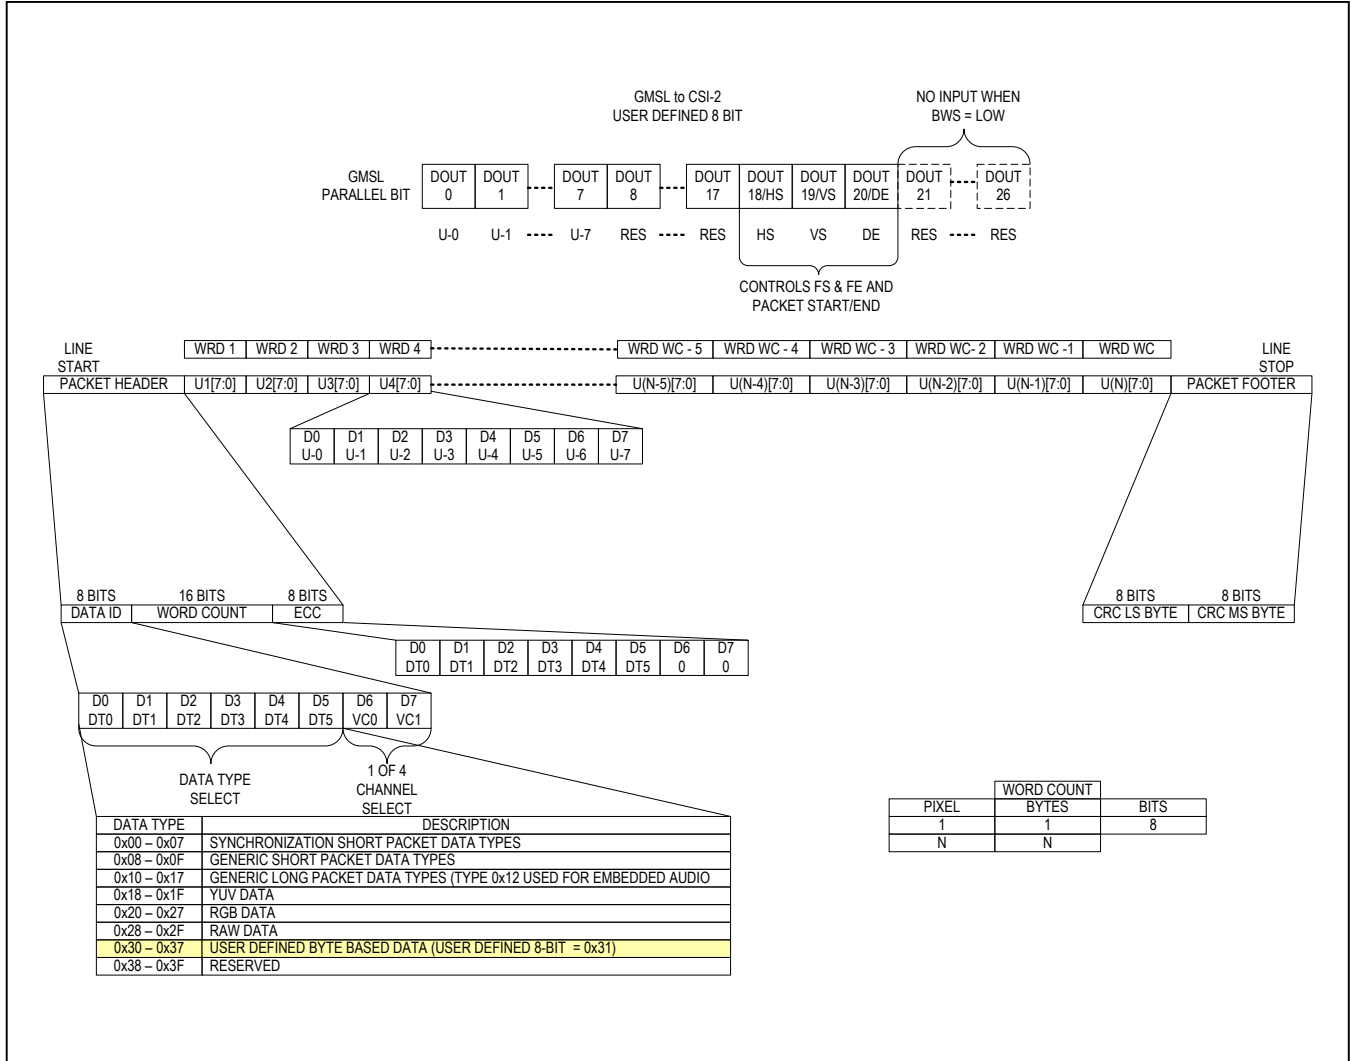 GMSL to CSI-2
USER DEFINED 8 BIT
NO INPUT WHEN
BWS = LOW
GMSL
PARALLEL BIT
DOUT 0 DOUT 1 DOUT 7 DOUT 8 DOUT 17 DOUT 18/HS DOUT 19/VS DOUT 20/DE DOUT 21 DOUT 26
U-0 U-1 U-7 RES RES HS VS DE RES RES
CONTROLS FS & FE AND
PACKET START/END
LINE
START
WRD 1 WRD 2 WRD 3 WRD 4 WRD WC - 5 WRD WC - 4 WRD WC - 3 WRD WC- 2 WRD WC -1 WRD WC
LINE
STOP
PACKET HEADER U1[7:0] U2[7:0] U3[7:0] U4[7:0] U(N-5)[7:0] U(N-4)[7:0] U(N-3)[7:0] U(N-2)[7:0] U(N-1)[7:0] U(N)[7:0] PACKET FOOTER
D0 D1 D2 D3 D4 D5 D6 D7
U-0 U-1 U-2 U-3 U-4 U-5 U-6 U-7
8 BITS 16 BITS 8 BITS
DATA ID WORD COUNT ECC
8 BITS 8 BITS
CRC LS BYTE CRC MS BYTE
D0 D1 D2 D3 D4 D5 D6 D7
DT0 DT1 DT2 DT3 DT4 DT5 0 0
D0 D1 D2 D3 D4 D5 D6 D7
DT0 DT1 DT2 DT3 DT4 DT5 VC0 VC1
DATA TYPE
SELECT
1 OF 4
CHANNEL
SELECT
DATA TYPE DESCRIPTION
0x00 – 0x07 SYNCHRONIZATION SHORT PACKET DATA TYPES
0x08 – 0x0F GENERIC SHORT PACKET DATA TYPES
0x10 – 0x17 GENERIC LONG PACKET DATA TYPES (TYPE 0x12 USED FOR EMBEDDED AUDIO
0x18 – 0x1F YUV DATA
0x20 – 0x27 RGB DATA
0x28 – 0x2F RAW DATA
0x30 – 0x37 USER DEFINED BYTE BASED DATA (USER DEFINED 8-BIT = 0x31)
0x38 – 0x3F RESERVED
WORD COUNT
PIXEL BYTES BITS
1 1 8
N N